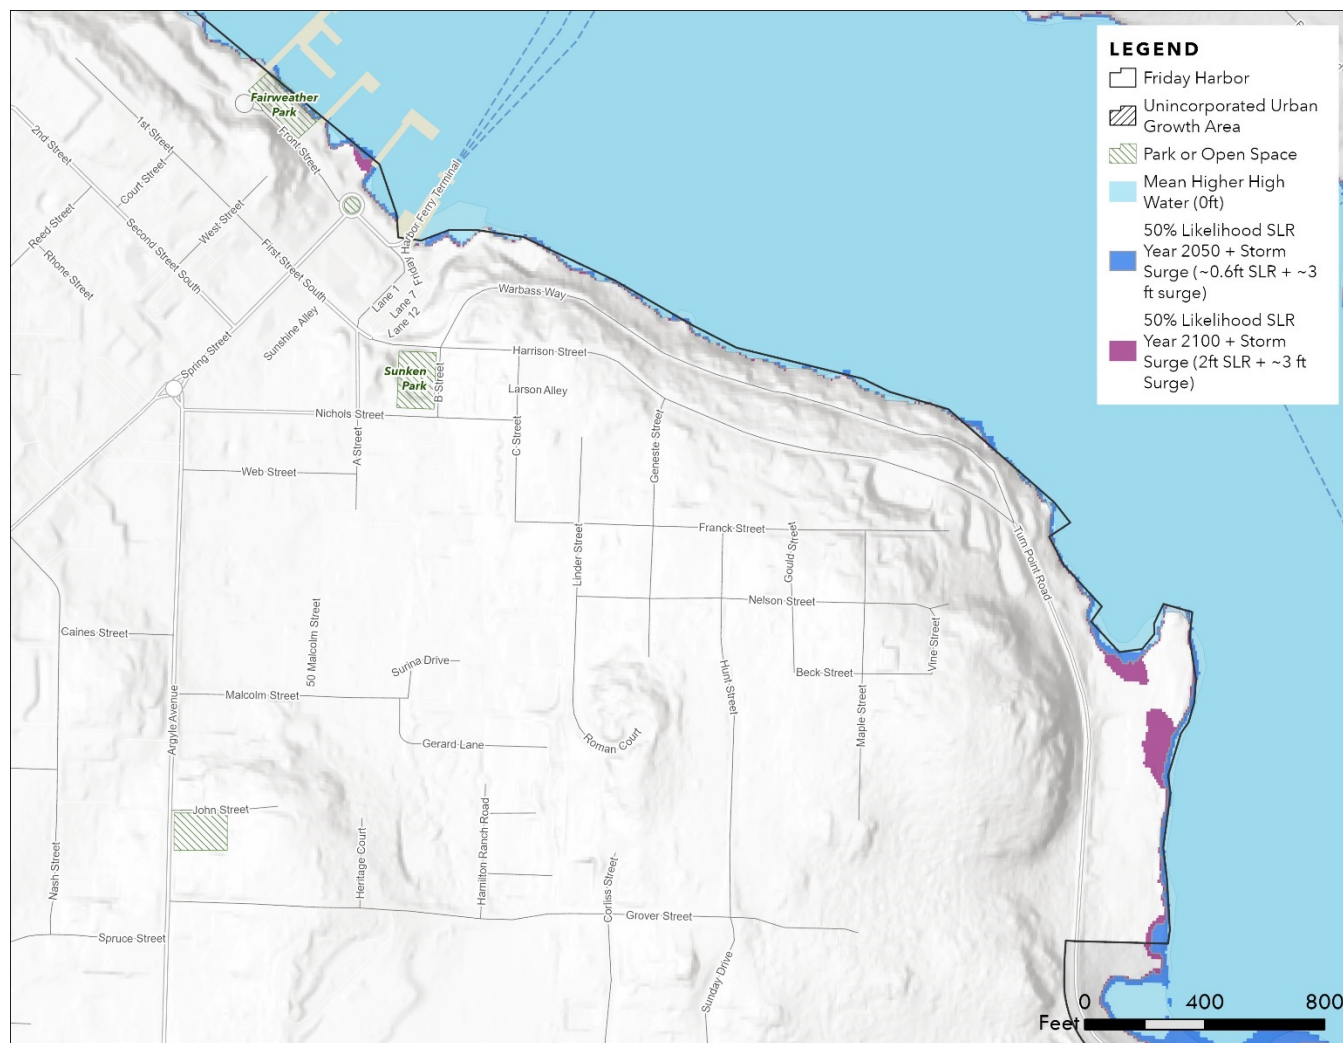 LEGEND
Friday Harbor
Unincorporated Urban
Growth Area
Park or Open Space
Mean Higher High
Water (0ft)
50% Likelihood SLR
Year 2050 + Storm
Surge (~0.6ft SLR + ~3
ft surge)
50% Likelihood SLR
Year 2100 + Storm
Surge (2ft SLR + ~3 ft
Surge)
Fairweather
Park
Front Street
1st Street
2nd Street
Court Street
West Street
Reed Street
Rhone Street
Second Street South
First Street South
Friday Harbor Ferry Terminal
Lane 1
Lane 7
Lane 12
Sunshine Alley
Spring Street
Warbass Way
Harrison Street
Sunken
Park
B Street
Larson Alley
Nichols Street
A Street
C Street
Geneste Street
Web Street
Franck Street
Linder Street
Gould Street
Turn Point Road
Nelson Street
Caines Street
50 Malcolm Street
Vine Street
Surina Drive
Beck Street
Malcolm Street
Hunt Street
Maple Street
Argyle Avenue
Gerard Lane
Roman Court
John Street
Nash Street
Heritage Court
Hamilton Ranch Road
Corliss Street
Grover Street
Spruce Street
Sunday Drive
0 400 800
Feet